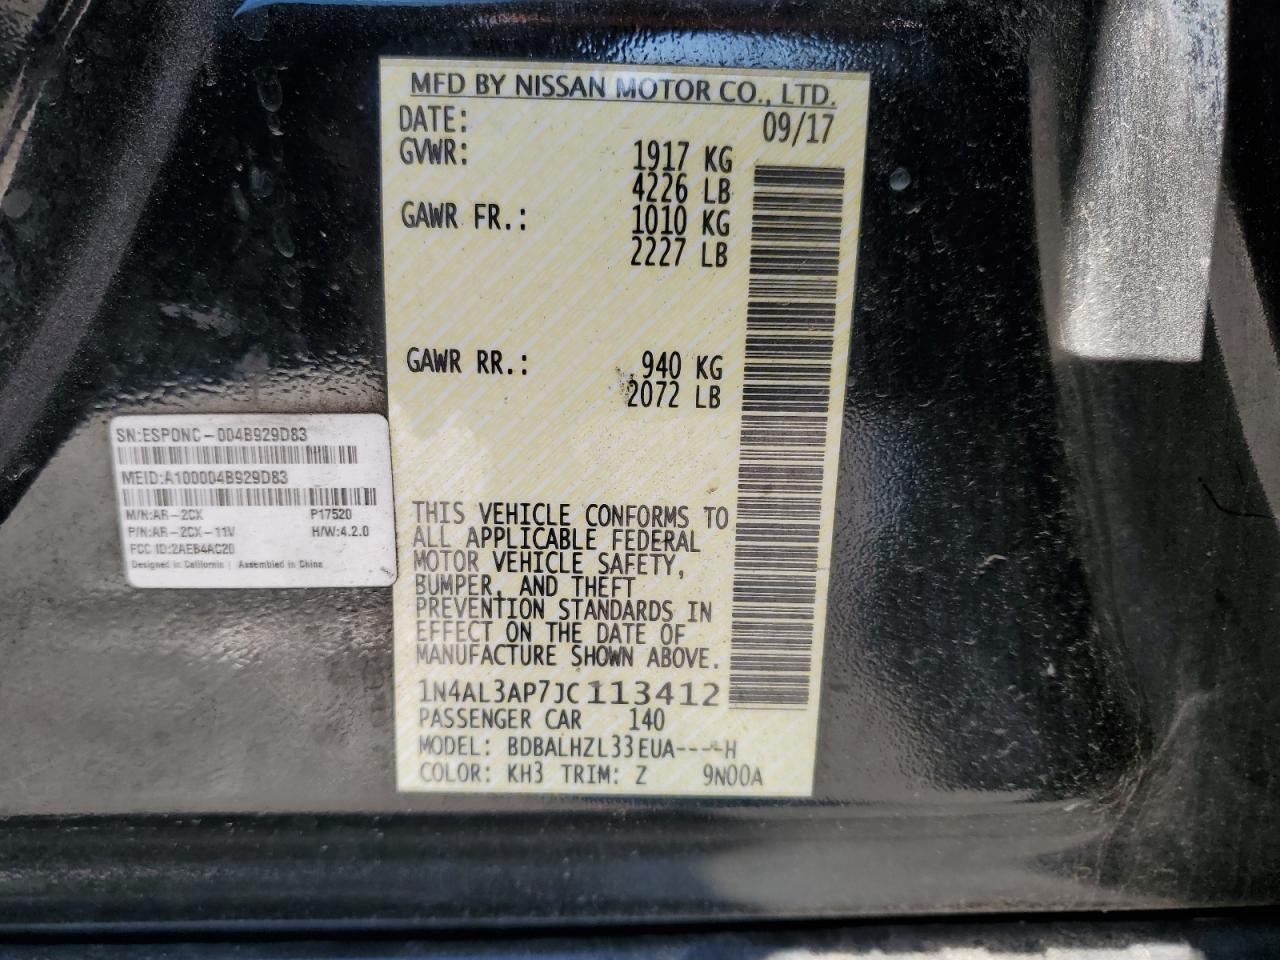 MFD BY NISSAN MOTOR CO., LTD.
DATE: 09/17
GVWR: 1917 KG
4226 LB
GAWR FR.: 1010 KG
2227 LB
GAWR RR.: 940 KG
2072 LB
THIS VEHICLE CONFORMS TO
ALL APPLICABLE FEDERAL
MOTOR VEHICLE SAFETY,
BUMPER, AND THEFT
PREVENTION STANDARDS IN
EFFECT ON THE DATE OF
MANUFACTURE SHOWN ABOVE.
1N4AL3AP7JC113412
PASSENGER CAR 140
MODEL: BDBALHZL33EUA----H
COLOR: KH3 TRIM: Z 9N00A
SN:ESPONC-004B929D83
MEID:A100004B929D83
M/N:AR-2CX P17520
P/N:AR-2CX-11V H/W:4.2.0
FCC ID:2AEB4AC20
Designed in California | Assembled in China